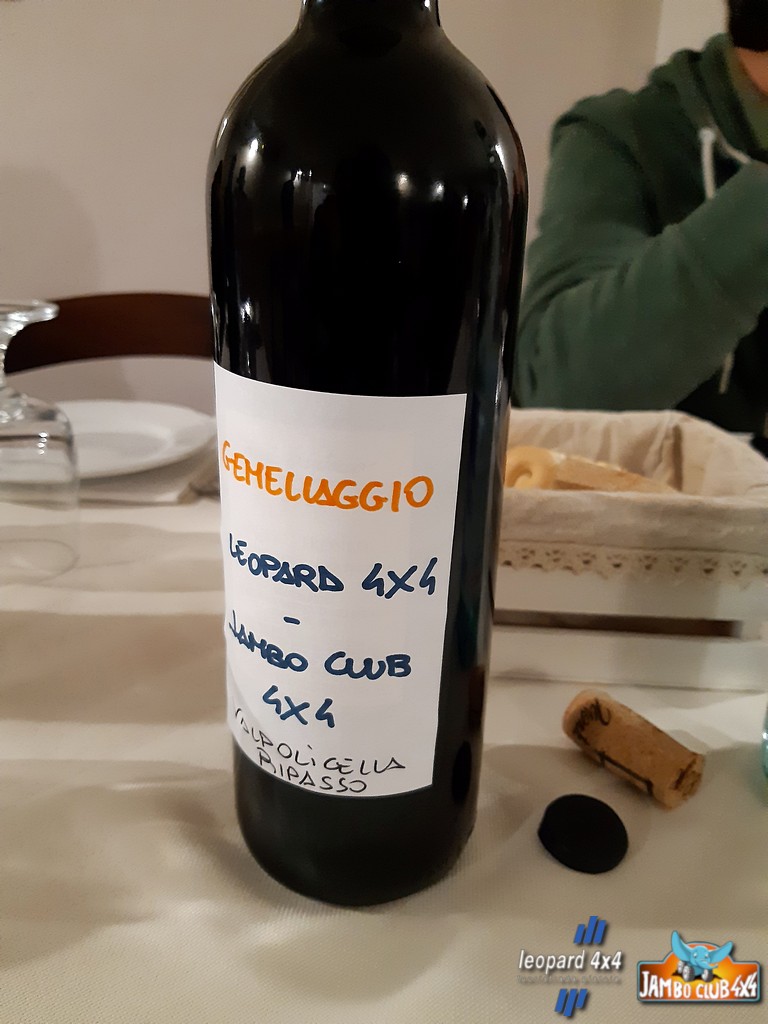 GEMELLAGGIO
LEOPARD 4X4
-
JAMBO CLUB
4X4
VALPOLICELLA
RIPASSO
leopard 4x4
JAMBO CLUB 4X4